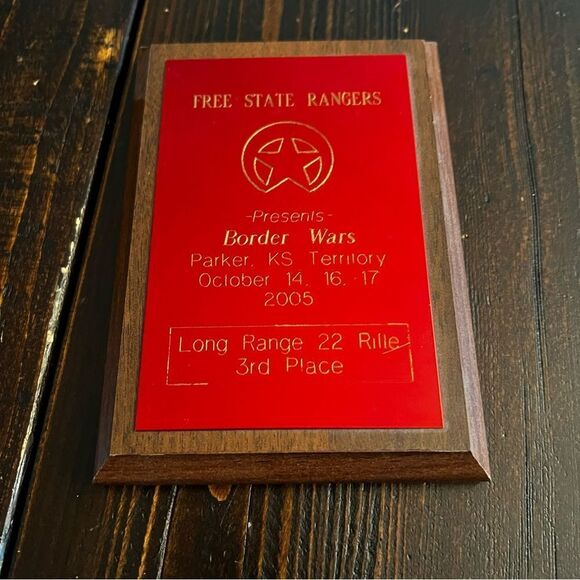 FREE STATE RANGERS
-Presents-
Border Wars
Parker, KS Territory
October 14, 16, -17
2005
Long Range 22 Rifle
3rd Place